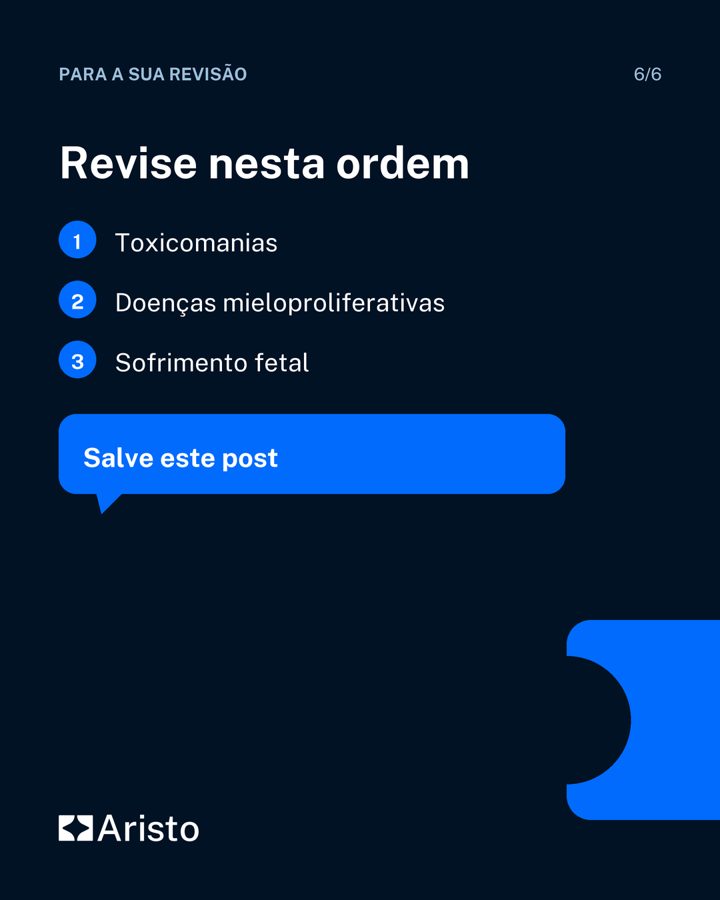 PARA A SUA REVISÃO
6/6
Revise nesta ordem
1 Toxicomanias
2 Doenças mieloproliferativas
3 Sofrimento fetal
Salve este post
Aristo